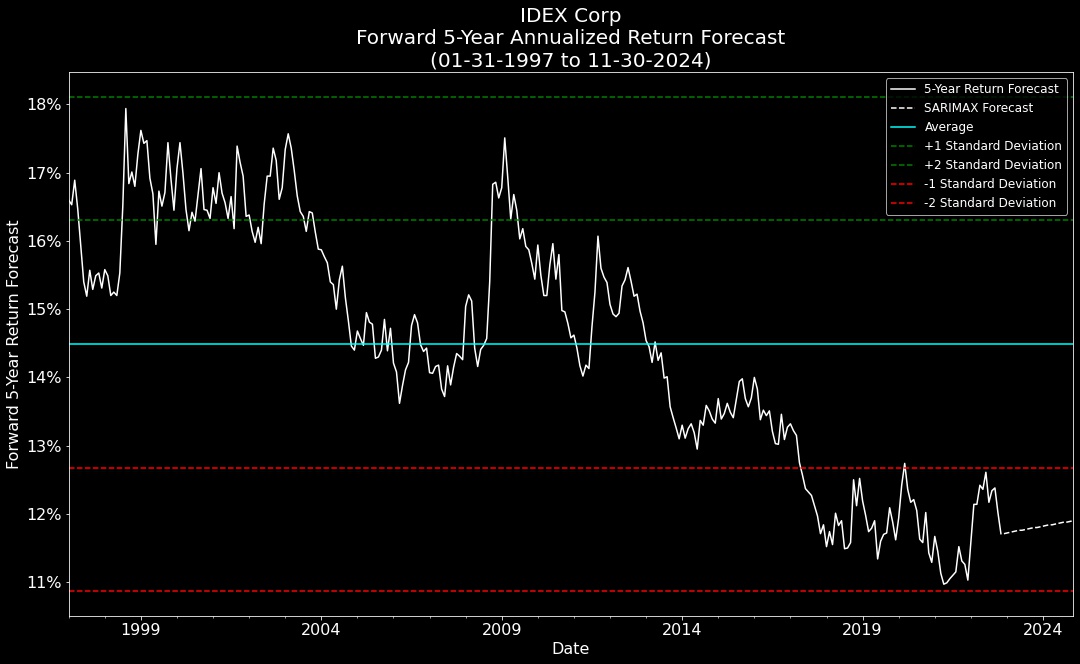 IDEX Corp
Forward 5-Year Annualized Return Forecast
(01-31-1997 to 11-30-2024)
5-Year Return Forecast
SARIMAX Forecast
Average
+1 Standard Deviation
+2 Standard Deviation
-1 Standard Deviation
-2 Standard Deviation
Forward 5-Year Return Forecast
18%
17%
16%
15%
14%
13%
12%
11%
1999 2004 2009 2014 2019 2024
Date